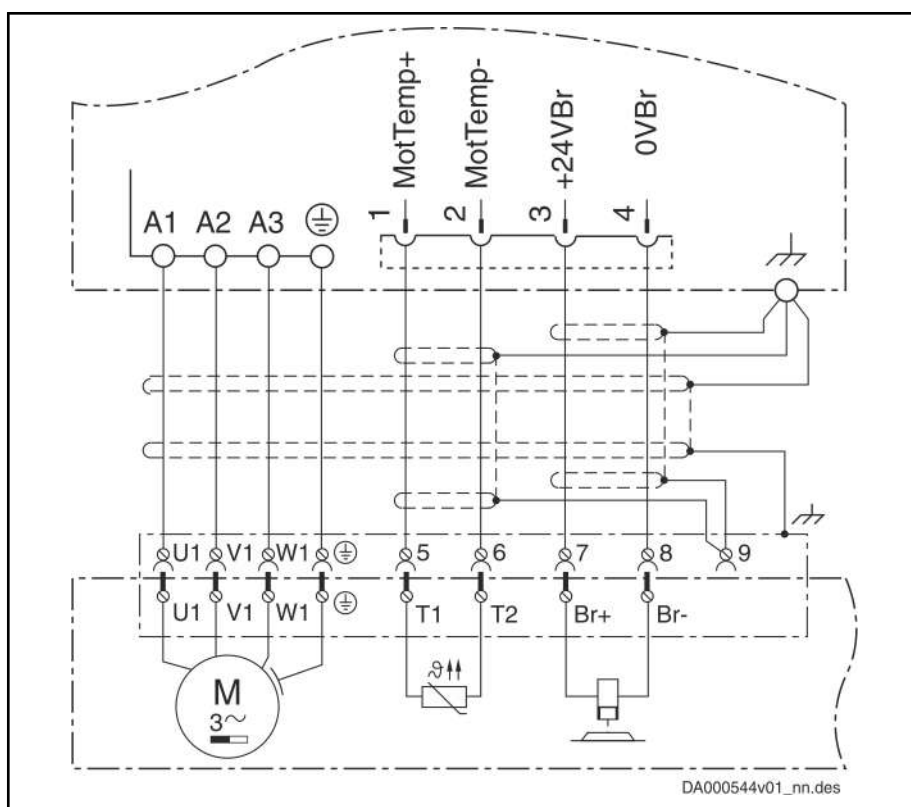 MotTemp+
MotTemp-
+24VBr
0VBr
A1 A2 A3
1 2 3 4
U1 V1 W1 5 6 7 8 9
U1 V1 W1 T1 T2 Br+ Br-
ϑ
M
3~
DA000544v01_nn.des